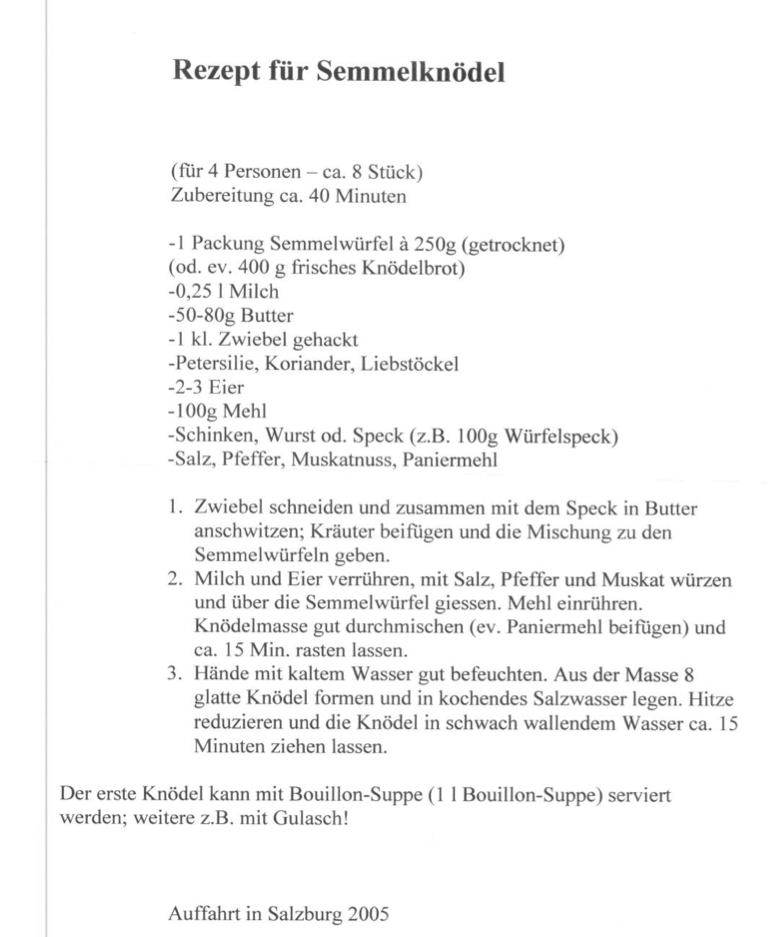 Rezept für Semmelknödel
(für 4 Personen – ca. 8 Stück)
Zubereitung ca. 40 Minuten
-1 Packung Semmelwürfel à 250g (getrocknet)
(od. ev. 400 g frisches Knödelbrot)
-0,25 l Milch
-50-80g Butter
-1 kl. Zwiebel gehackt
-Petersilie, Koriander, Liebstöckel
-2-3 Eier
-100g Mehl
-Schinken, Wurst od. Speck (z.B. 100g Würfelspeck)
-Salz, Pfeffer, Muskatnuss, Paniermehl
1. Zwiebel schneiden und zusammen mit dem Speck in Butter
anschwitzen; Kräuter beifügen und die Mischung zu den
Semmelwürfeln geben.
2. Milch und Eier verrühren, mit Salz, Pfeffer und Muskat würzen
und über die Semmelwürfel giessen. Mehl einrühren.
Knödelmasse gut durchmischen (ev. Paniermehl beifügen) und
ca. 15 Min. rasten lassen.
3. Hände mit kaltem Wasser gut befeuchten. Aus der Masse 8
glatte Knödel formen und in kochendes Salzwasser legen. Hitze
reduzieren und die Knödel in schwach wallendem Wasser ca. 15
Minuten ziehen lassen.
Der erste Knödel kann mit Bouillon-Suppe (1 l Bouillon-Suppe) serviert
werden; weitere z.B. mit Gulasch!
Auffahrt in Salzburg 2005